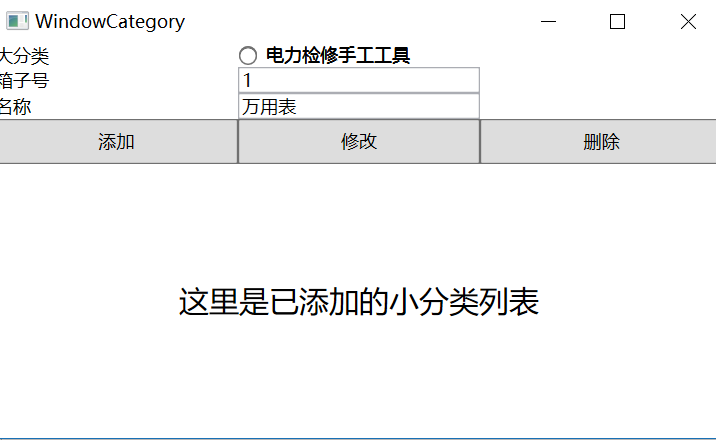 WindowCategory
大分类 电力检修手工工具
箱子号 1
名称 万用表
添加 修改 删除
这里是已添加的小分类列表